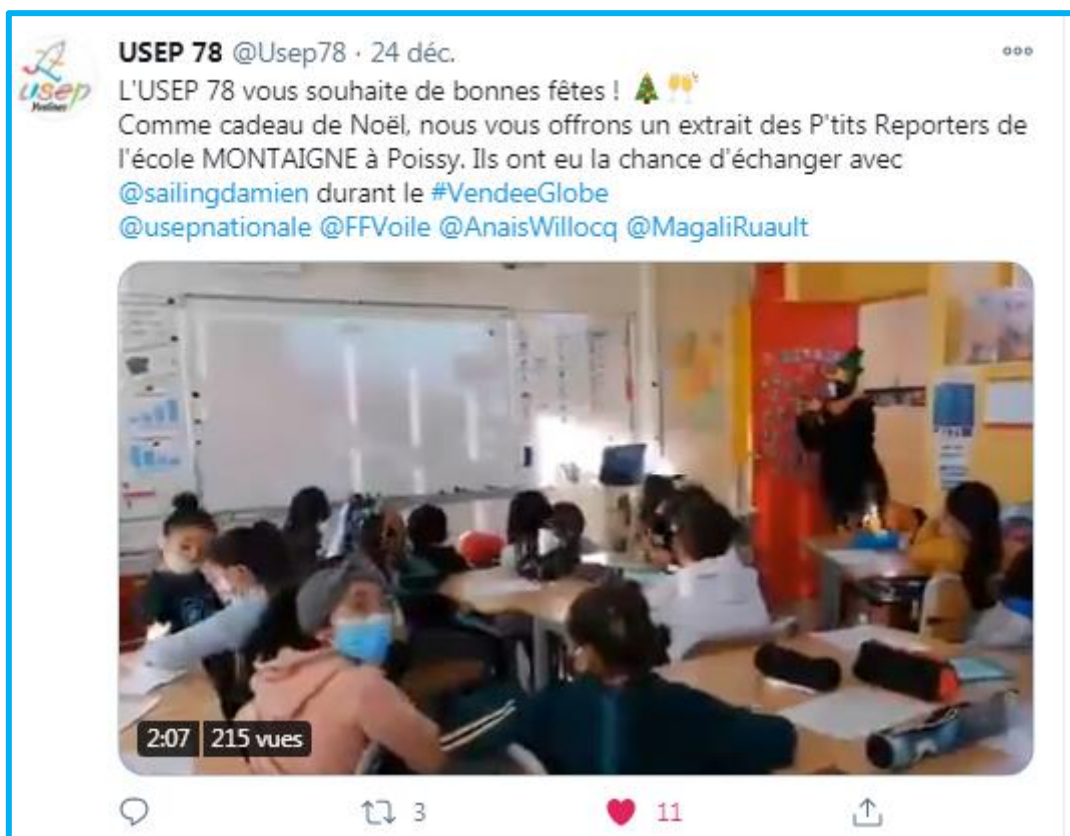 USEP 78 @Usep78 · 24 déc.
usep
Yvelines
L'USEP 78 vous souhaite de bonnes fêtes ! 🎄🥂
Comme cadeau de Noël, nous vous offrons un extrait des P'tits Reporters de
l'école MONTAIGNE à Poissy. Ils ont eu la chance d'échanger avec
@sailingdamien durant le #VendeeGlobe
@usepnationale @FFVoile @AnaisWillocq @MagaliRuault
2:07 215 vues
3 11